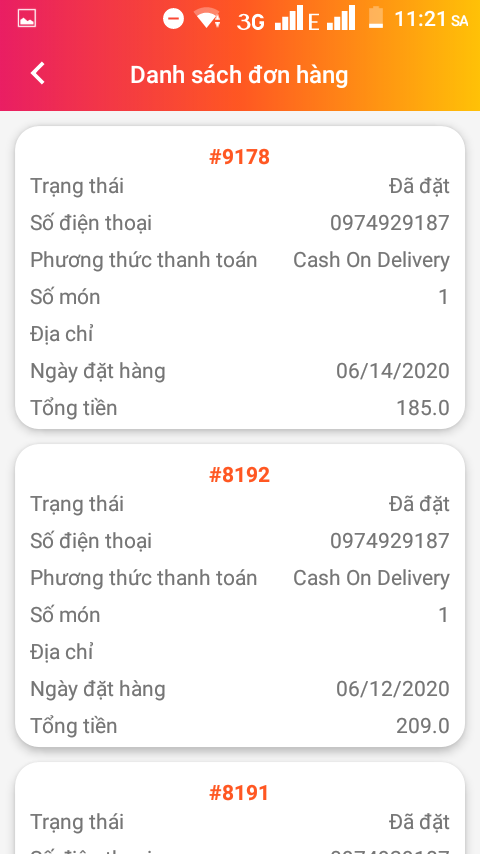 3G E 11:21 SA
Danh sách đơn hàng
#9178
Trạng thái Đã đặt
Số điện thoại 0974929187
Phương thức thanh toán Cash On Delivery
Số món 1
Địa chỉ
Ngày đặt hàng 06/14/2020
Tổng tiền 185.0
#8192
Trạng thái Đã đặt
Số điện thoại 0974929187
Phương thức thanh toán Cash On Delivery
Số món 1
Địa chỉ
Ngày đặt hàng 06/12/2020
Tổng tiền 209.0
#8191
Trạng thái Đã đặt